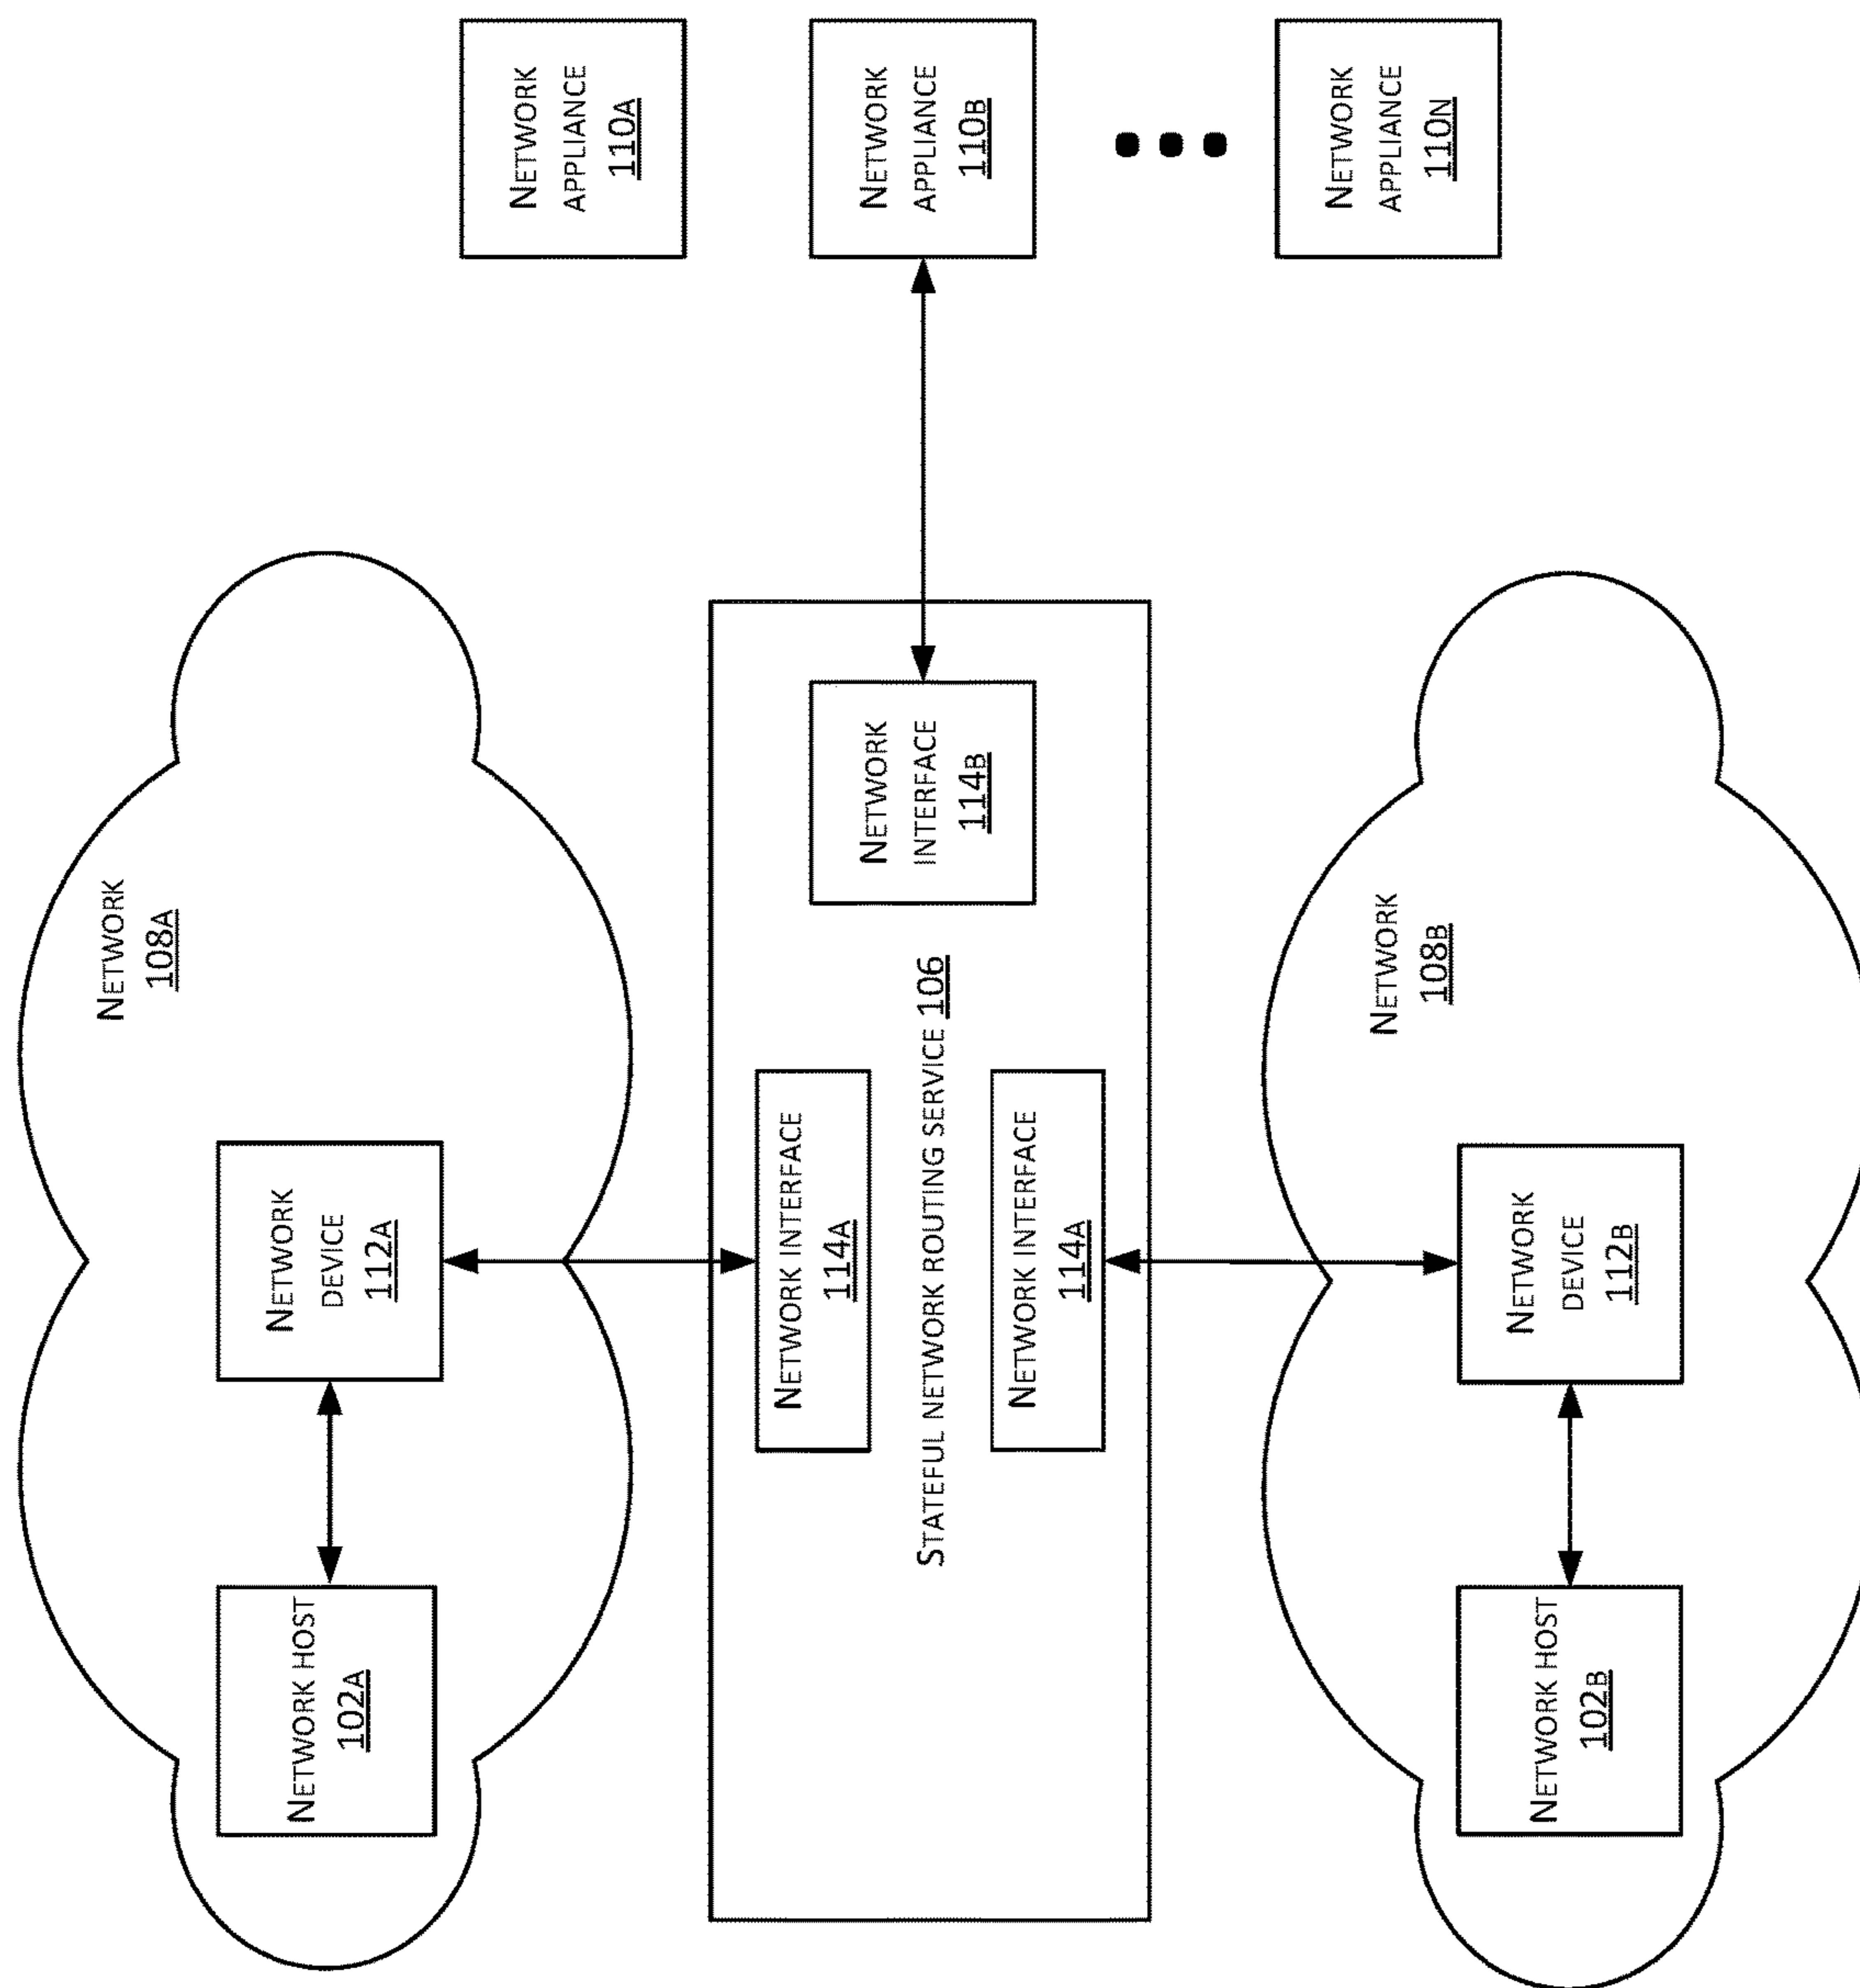 NETWORK
APPLIANCE
110A
NETWORK
APPLIANCE
110B
NETWORK
APPLIANCE
110N
NETWORK
108A
NETWORK
DEVICE
112A
NETWORK HOST
102A
NETWORK
INTERFACE
114B
NETWORK INTERFACE
114A
STATEFUL NETWORK ROUTING SERVICE 106
NETWORK INTERFACE
114A
NETWORK
108B
NETWORK
DEVICE
112B
NETWORK HOST
102B